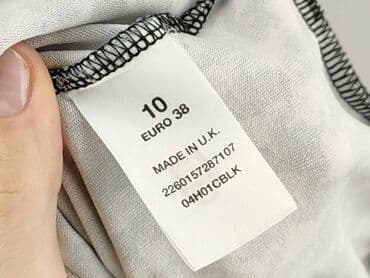 10
EURO 38
MADE IN U.K.
2260157287107
04H01CBLK